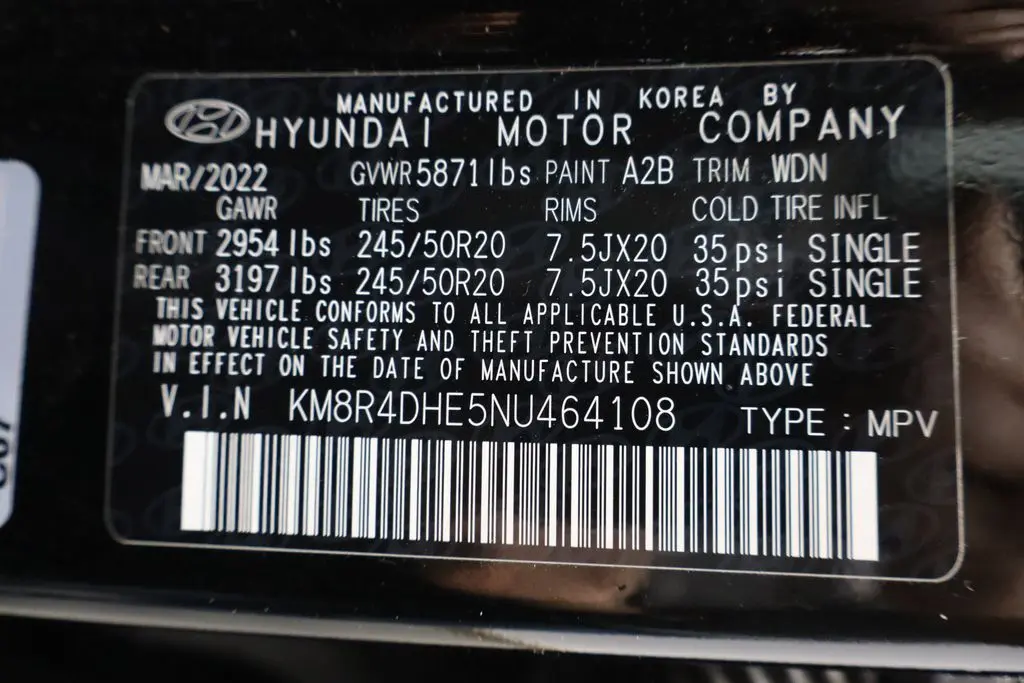 MANUFACTURED IN KOREA BY
HYUNDAI MOTOR COMPANY
MAR/2022 GVWR 5871 lbs PAINT A2B TRIM WDN
GAWR TIRES RIMS COLD TIRE INFL.
FRONT 2954 lbs 245/50R20 7.5JX20 35psi SINGLE
REAR 3197 lbs 245/50R20 7.5JX20 35psi SINGLE
THIS VEHICLE CONFORMS TO ALL APPLICABLE U.S.A. FEDERAL
MOTOR VEHICLE SAFETY AND THEFT PREVENTION STANDARDS
IN EFFECT ON THE DATE OF MANUFACTURE SHOWN ABOVE
V.I.N KM8R4DHE5NU464108 TYPE : MPV